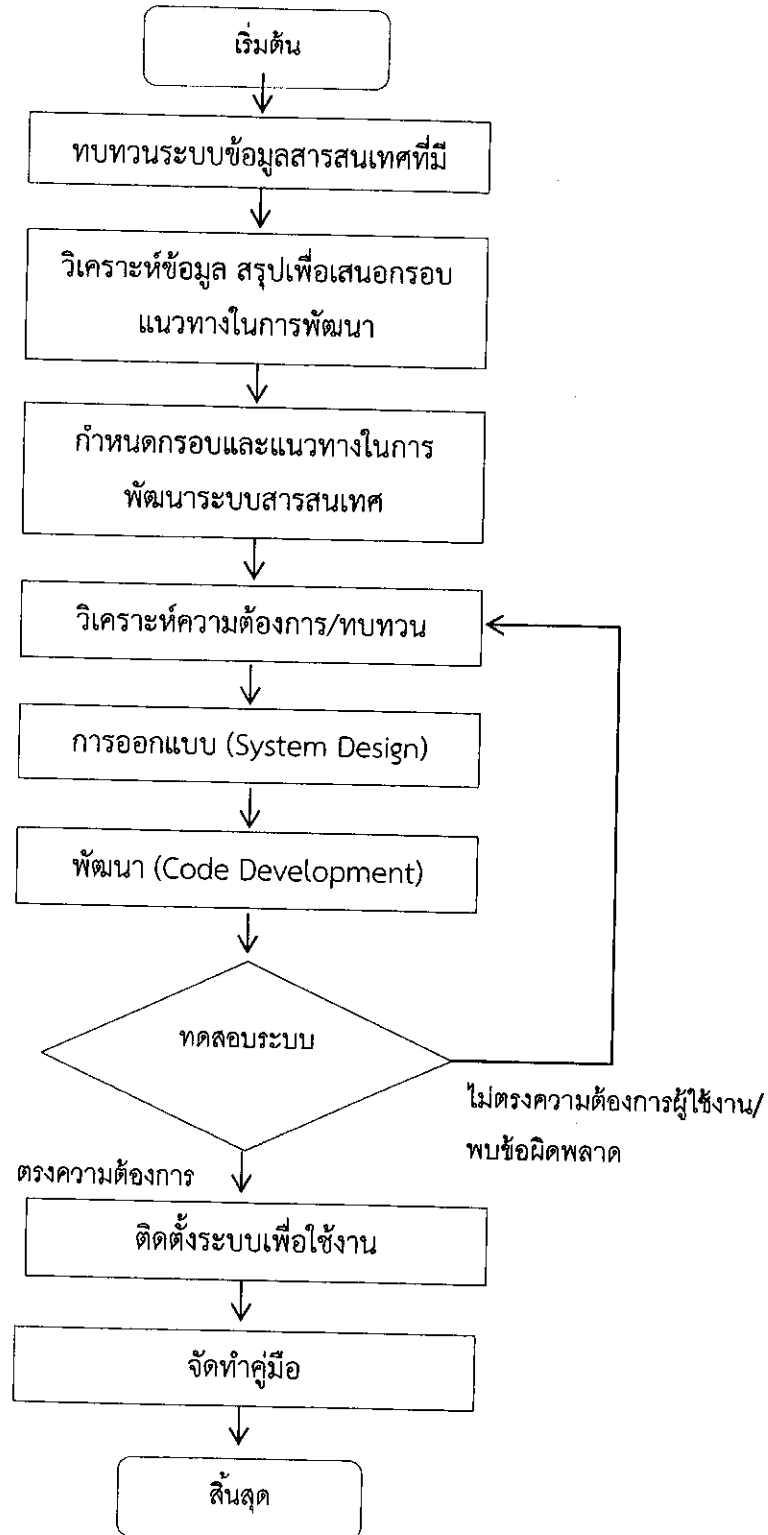 เริ่มต้น
ทบทวนระบบข้อมูลสารสนเทศที่มี
วิเคราะห์ข้อมูล สรุปเพื่อเสนอกรอบ
แนวทางในการพัฒนา
กำหนดกรอบและแนวทางในการ
พัฒนาระบบสารสนเทศ
วิเคราะห์ความต้องการ/ทบทวน
การออกแบบ (System Design)
พัฒนา (Code Development)
ทดสอบระบบ
ไม่ตรงความต้องการผู้ใช้งาน/
พบข้อผิดพลาด
ตรงความต้องการ
ติดตั้งระบบเพื่อใช้งาน
จัดทำคู่มือ
สิ้นสุด